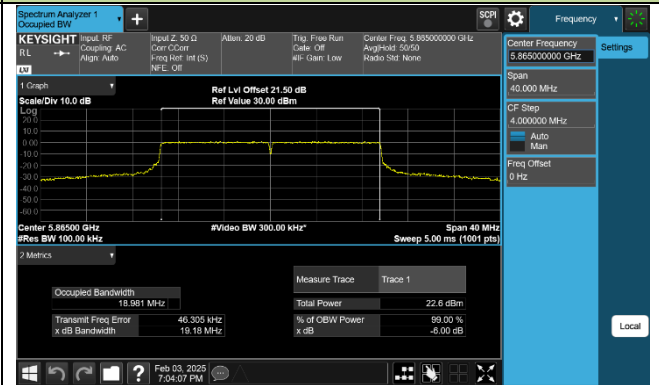 Spectrum Analyzer 1
Occupied BW
SCPI
Frequency
KEYSIGHT
RL
LXI
Input: RF
Coupling: AC
Align: Auto
Input Z: 50 Ω
Corr CCorr
Freq Ref: Int (S)
NFE: Off
Atten: 20 dB
Trig: Free Run
Gate: Off
#IF Gain: Low
Center Freq: 5.865000000 GHz
Avg|Hold: 50/50
Radio Std: None
Center Frequency
5.865000000 GHz
Settings
Span
40.000 MHz
CF Step
4.000000 MHz
Auto
Man
Freq Offset
0 Hz
Local
1 Graph
Scale/Div 10.0 dB
Ref Lvl Offset 21.50 dB
Ref Value 30.00 dBm
Log
20.0
10.0
0.00
-10.0
-20.0
-30.0
-40.0
-50.0
-60.0
Center 5.86500 GHz
#Res BW 100.00 kHz
#Video BW 300.00 kHz*
Span 40 MHz
Sweep 5.00 ms (1001 pts)
2 Metrics
Measure Trace
Trace 1
Occupied Bandwidth
18.981 MHz
Total Power
22.6 dBm
Transmit Freq Error
46.305 kHz
% of OBW Power
99.00 %
x dB Bandwidth
19.18 MHz
x dB
-6.00 dB
?
Feb 03, 2025
7:04:07 PM